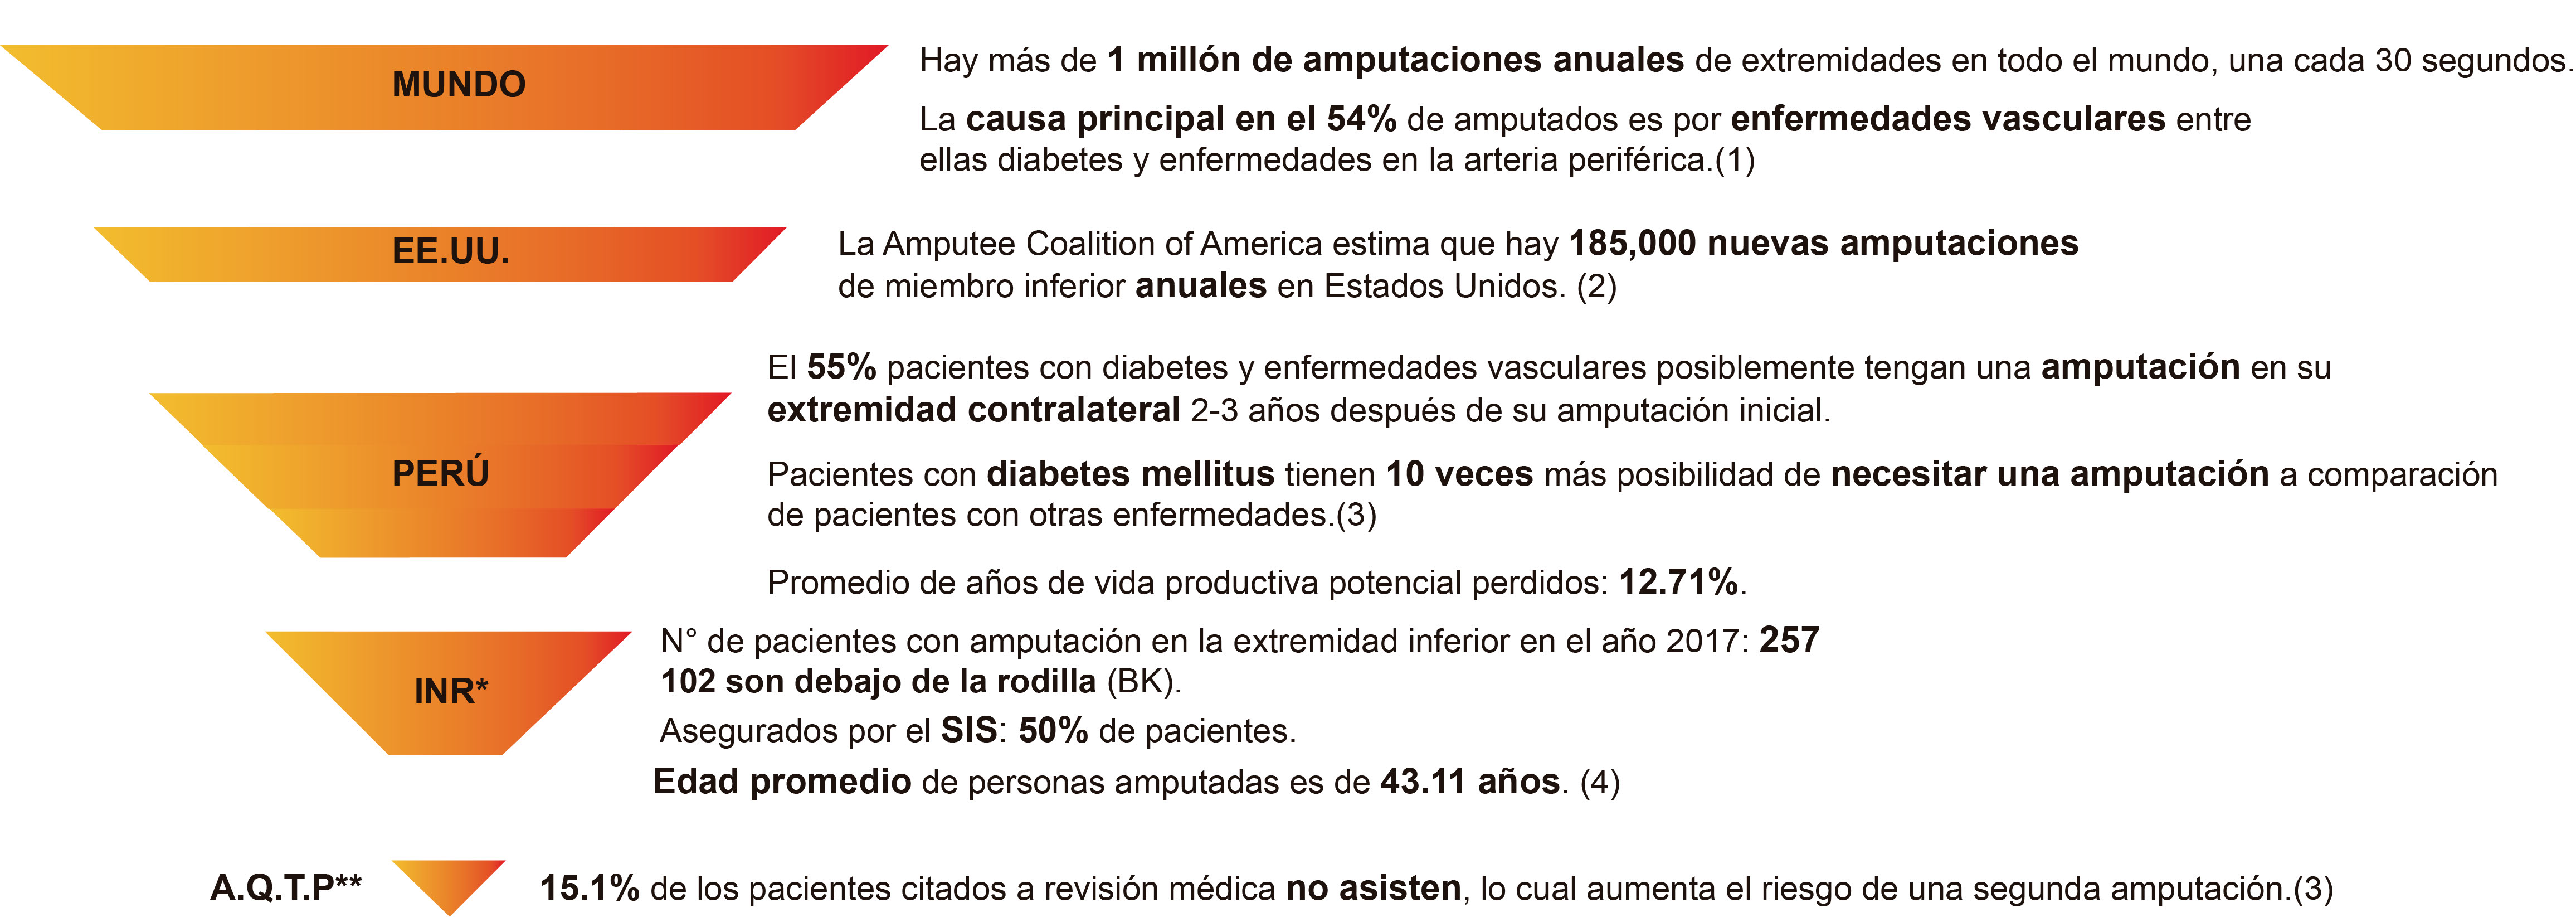 MUNDO
Hay más de 1 millón de amputaciones anuales de extremidades en todo el mundo, una cada 30 segundos.
La causa principal en el 54% de amputados es por enfermedades vasculares entre
ellas diabetes y enfermedades en la arteria periférica.(1)
EE.UU.
La Amputee Coalition of America estima que hay 185,000 nuevas amputaciones
de miembro inferior anuales en Estados Unidos. (2)
PERÚ
El 55% pacientes con diabetes y enfermedades vasculares posiblemente tengan una amputación en su
extremidad contralateral 2-3 años después de su amputación inicial.
Pacientes con diabetes mellitus tienen 10 veces más posibilidad de necesitar una amputación a comparación
de pacientes con otras enfermedades.(3)
Promedio de años de vida productiva potencial perdidos: 12.71%.
INR*
N° de pacientes con amputación en la extremidad inferior en el año 2017: 257
102 son debajo de la rodilla (BK).
Asegurados por el SIS: 50% de pacientes.
Edad promedio de personas amputadas es de 43.11 años. (4)
A.Q.T.P**
15.1% de los pacientes citados a revisión médica no asisten, lo cual aumenta el riesgo de una segunda amputación.(3)